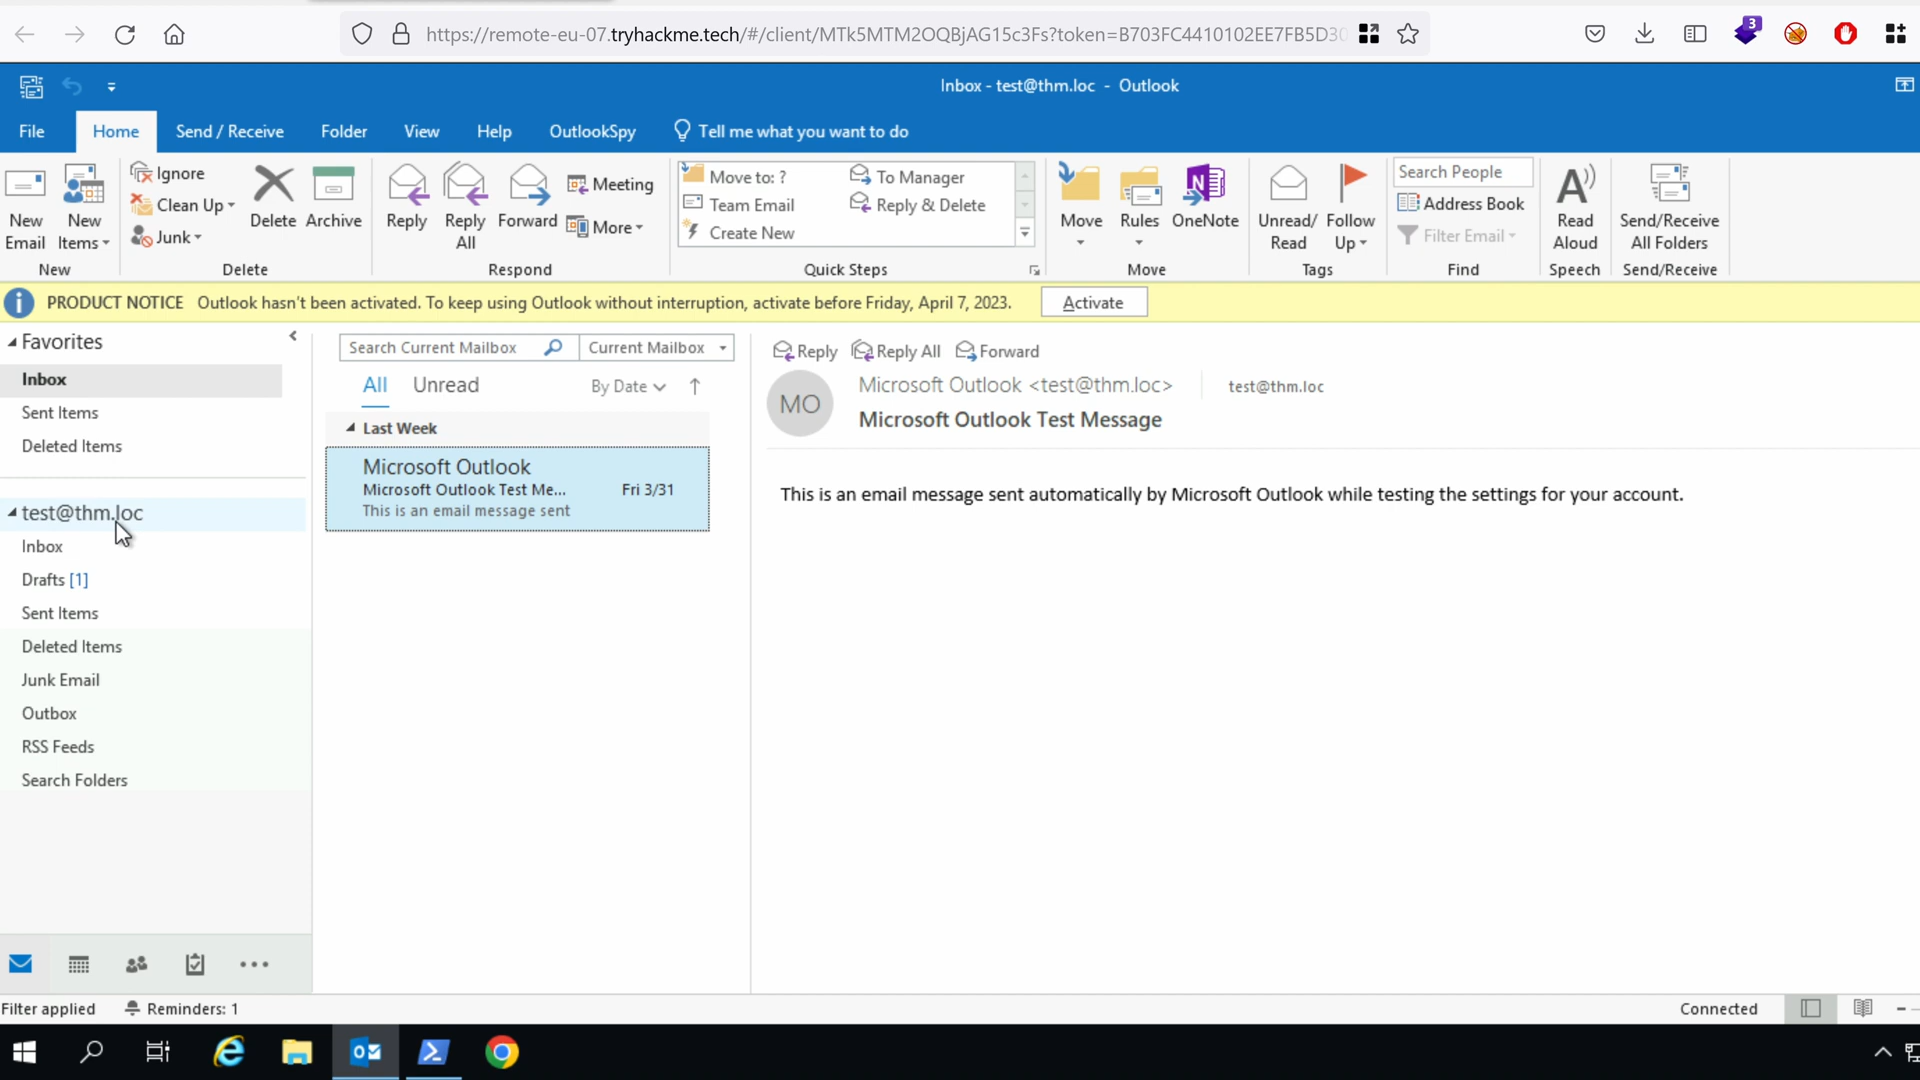 https://remote-eu-07.tryhackme.tech/#/client/MTk5MTM2OQBjAG15c3Fs?token=B703FC4410102EE7FB5D30
3
Inbox - test@thm.loc - Outlook
File Home Send / Receive Folder View Help OutlookSpy Tell me what you want to do
New Email
New Items
Ignore
Clean Up
Junk
Delete
Archive
Reply
Reply All
Forward
Meeting
More
Move to: ?
Team Email
Create New
To Manager
Reply & Delete
Move
Rules
OneNote
Unread/ Read
Follow Up
Search People
Address Book
Filter Email
Read Aloud
Send/Receive All Folders
New Delete Respond Quick Steps Move Tags Find Speech Send/Receive
PRODUCT NOTICE Outlook hasn't been activated. To keep using Outlook without interruption, activate before Friday, April 7, 2023. Activate
Favorites
Inbox
Sent Items
Deleted Items
test@thm.loc
Inbox
Drafts [1]
Sent Items
Deleted Items
Junk Email
Outbox
RSS Feeds
Search Folders
Search Current Mailbox Current Mailbox
All Unread By Date
Last Week
Microsoft Outlook
Microsoft Outlook Test Me... Fri 3/31
This is an email message sent
Reply Reply All Forward
MO
Microsoft Outlook <test@thm.loc> test@thm.loc
Microsoft Outlook Test Message
This is an email message sent automatically by Microsoft Outlook while testing the settings for your account.
Filter applied Reminders: 1 Connected